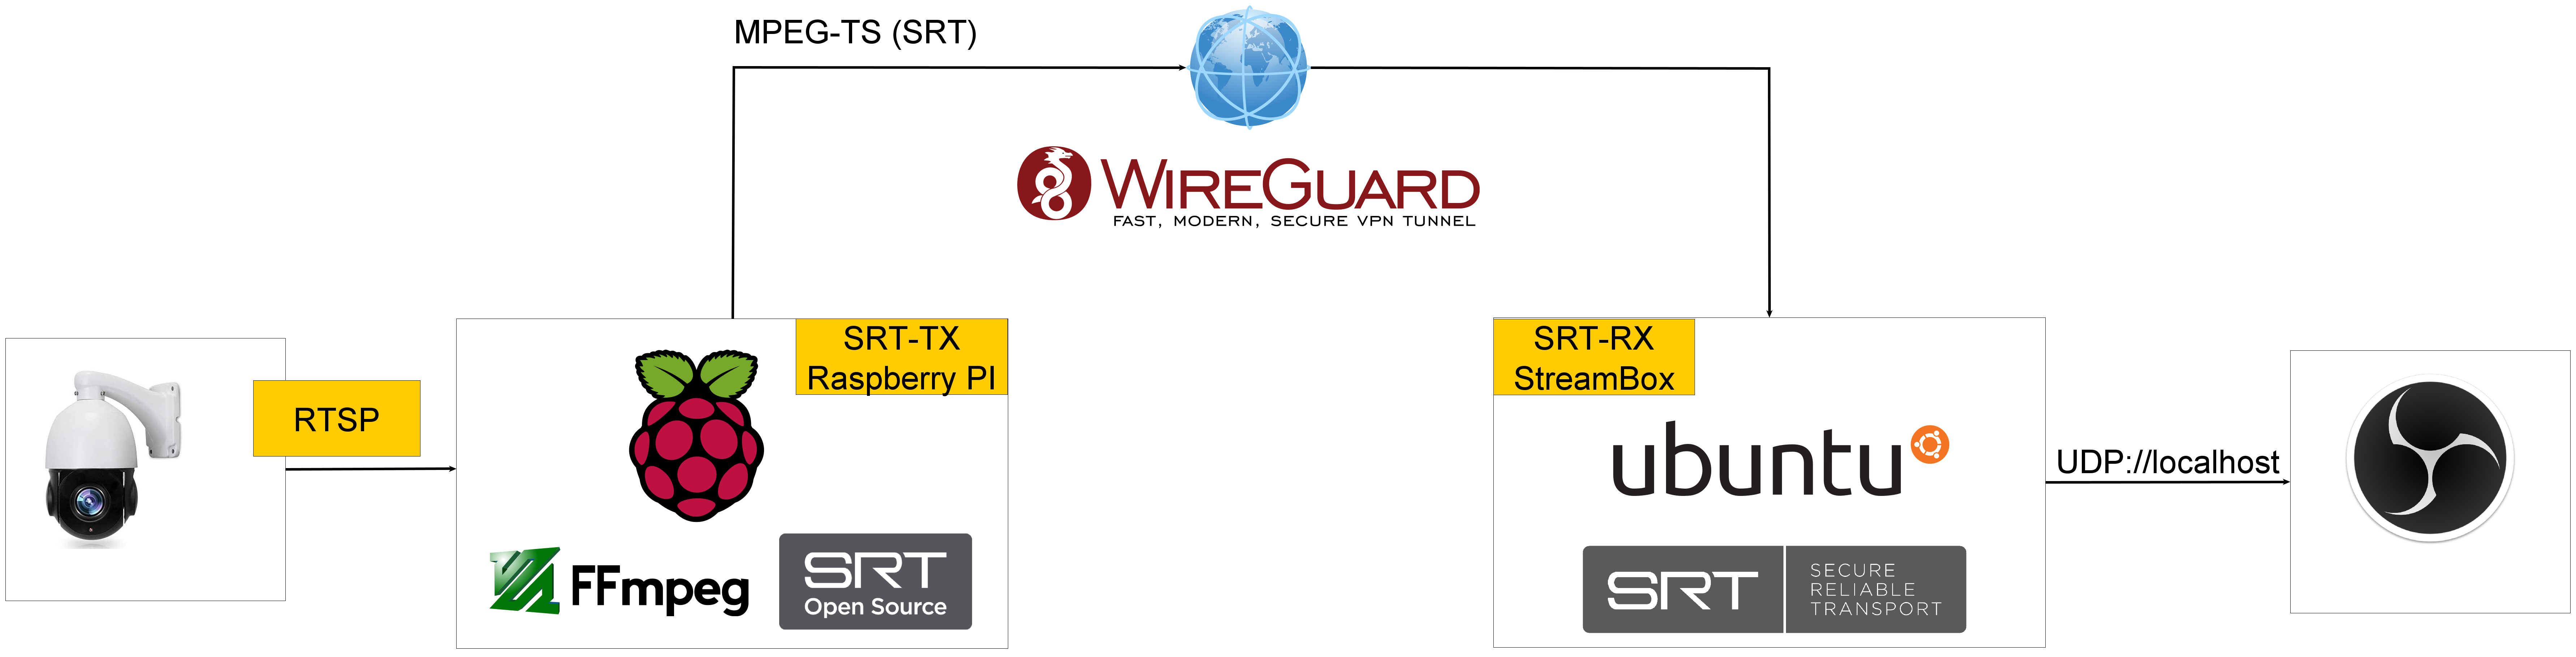 MPEG-TS (SRT)
WIREGUARD
FAST, MODERN, SECURE VPN TUNNEL
RTSP
SRT-TX
Raspberry PI
FFmpeg
SRT
Open Source
SRT-RX
StreamBox
ubuntu
SRT
SECURE
RELIABLE
TRANSPORT
UDP://localhost